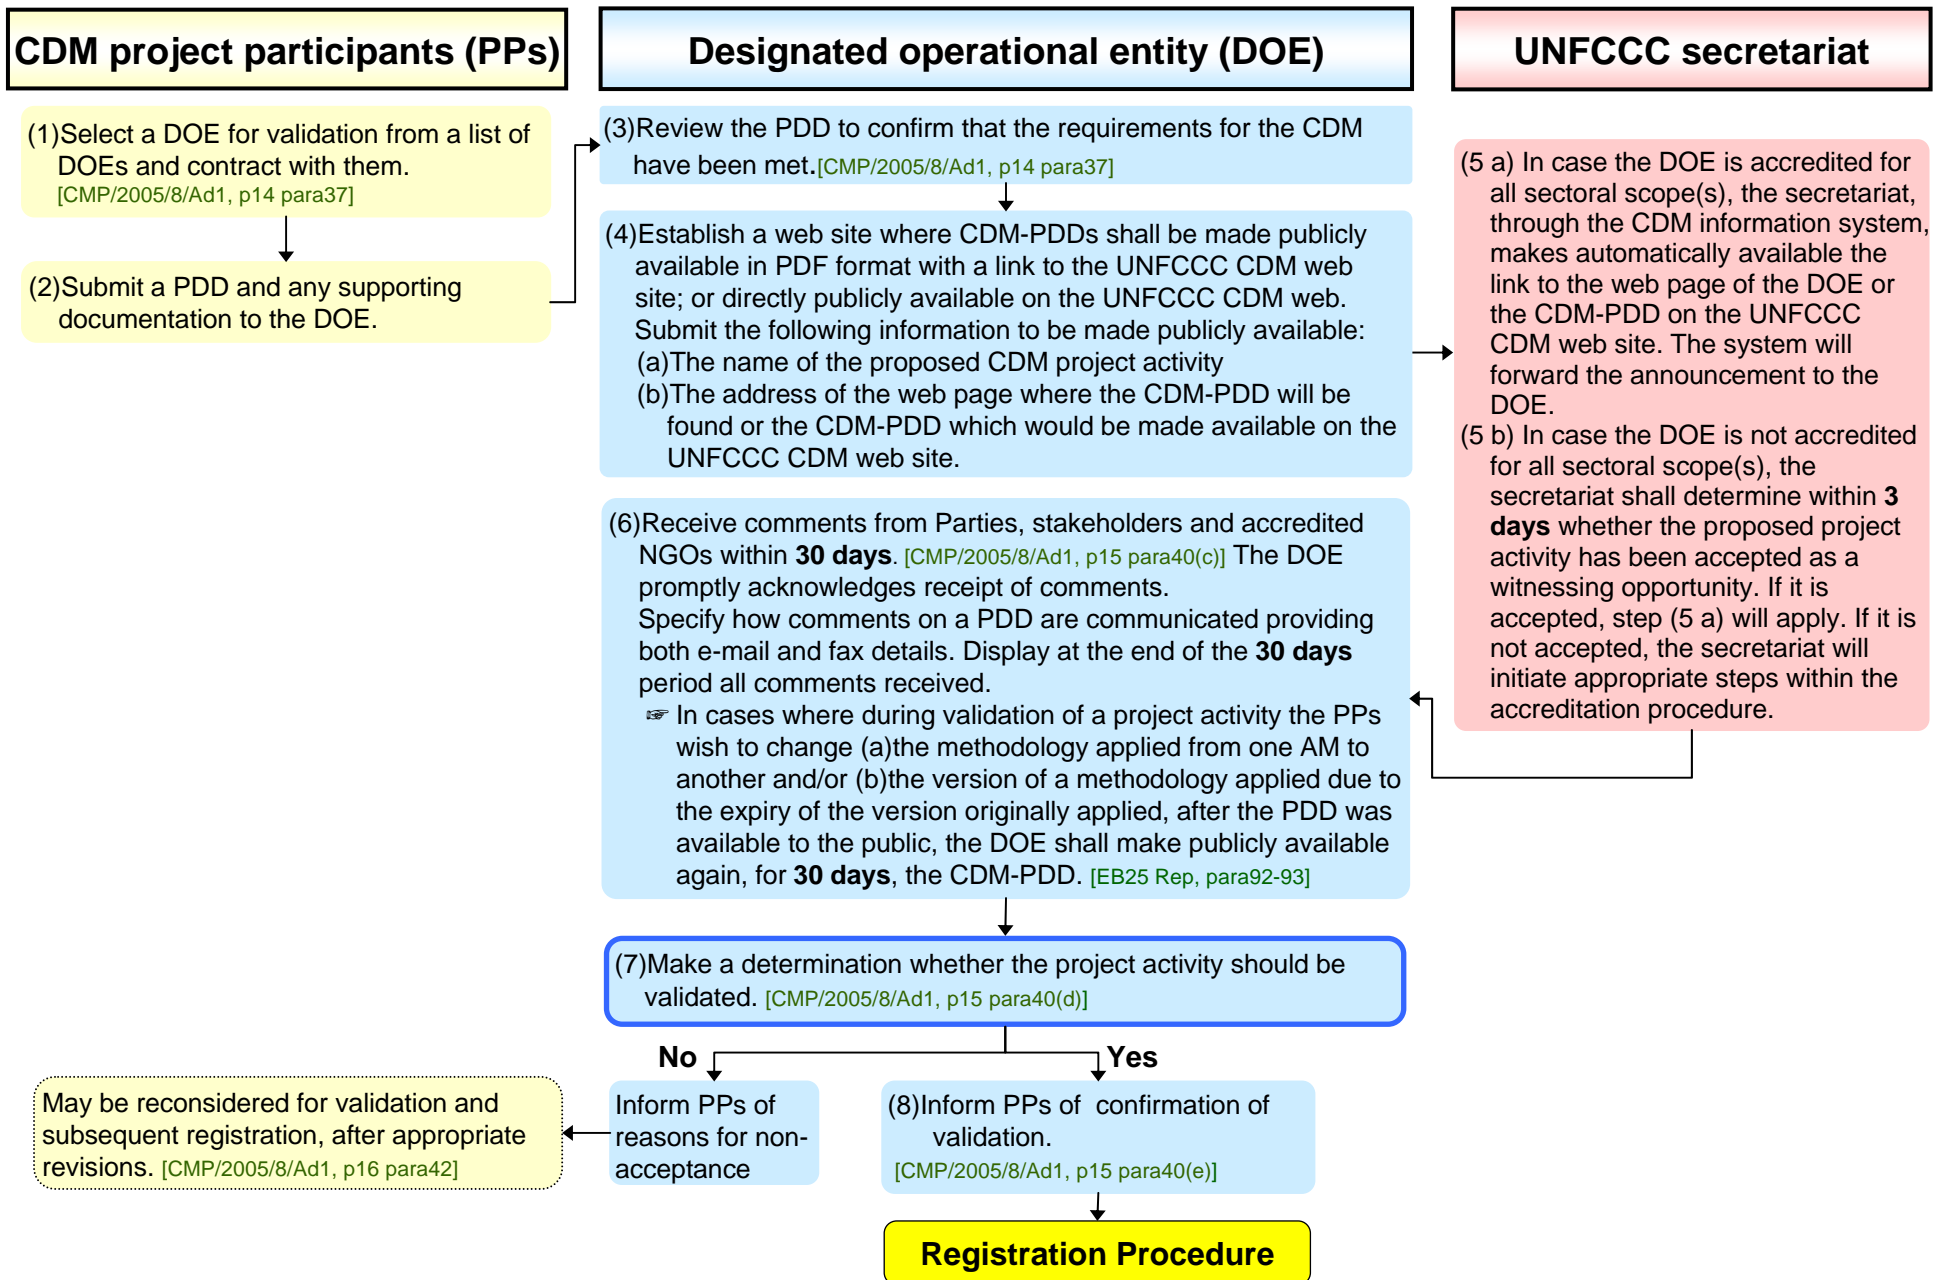 CDM project participants (PPs)
Designated operational entity (DOE)
UNFCCC secretariat
(1)Select a DOE for validation from a list of
DOEs and contract with them.
[CMP/2005/8/Ad1, p14 para37]
(2)Submit a PDD and any supporting
documentation to the DOE.
(3)Review the PDD to confirm that the requirements for the CDM
have been met.[CMP/2005/8/Ad1, p14 para37]
(4)Establish a web site where CDM-PDDs shall be made publicly
available in PDF format with a link to the UNFCCC CDM web
site; or directly publicly available on the UNFCCC CDM web.
Submit the following information to be made publicly available:
(a)The name of the proposed CDM project activity
(b)The address of the web page where the CDM-PDD will be
found or the CDM-PDD which would be made available on the
UNFCCC CDM web site.
(5 a) In case the DOE is accredited for
all sectoral scope(s), the secretariat,
through the CDM information system,
makes automatically available the
link to the web page of the DOE or
the CDM-PDD on the UNFCCC
CDM web site. The system will
forward the announcement to the
DOE.
(5 b) In case the DOE is not accredited
for all sectoral scope(s), the
secretariat shall determine within 3
days whether the proposed project
activity has been accepted as a
witnessing opportunity. If it is
accepted, step (5 a) will apply. If it is
not accepted, the secretariat will
initiate appropriate steps within the
accreditation procedure.
(6)Receive comments from Parties, stakeholders and accredited
NGOs within 30 days. [CMP/2005/8/Ad1, p15 para40(c)] The DOE
promptly acknowledges receipt of comments.
Specify how comments on a PDD are communicated providing
both e-mail and fax details. Display at the end of the 30 days
period all comments received.
☞ In cases where during validation of a project activity the PPs
wish to change (a)the methodology applied from one AM to
another and/or (b)the version of a methodology applied due to
the expiry of the version originally applied, after the PDD was
available to the public, the DOE shall make publicly available
again, for 30 days, the CDM-PDD. [EB25 Rep, para92-93]
(7)Make a determination whether the project activity should be
validated. [CMP/2005/8/Ad1, p15 para40(d)]
No
Yes
May be reconsidered for validation and
subsequent registration, after appropriate
revisions. [CMP/2005/8/Ad1, p16 para42]
Inform PPs of
reasons for non-
acceptance
(8)Inform PPs of  confirmation of
validation.
[CMP/2005/8/Ad1, p15 para40(e)]
Registration Procedure